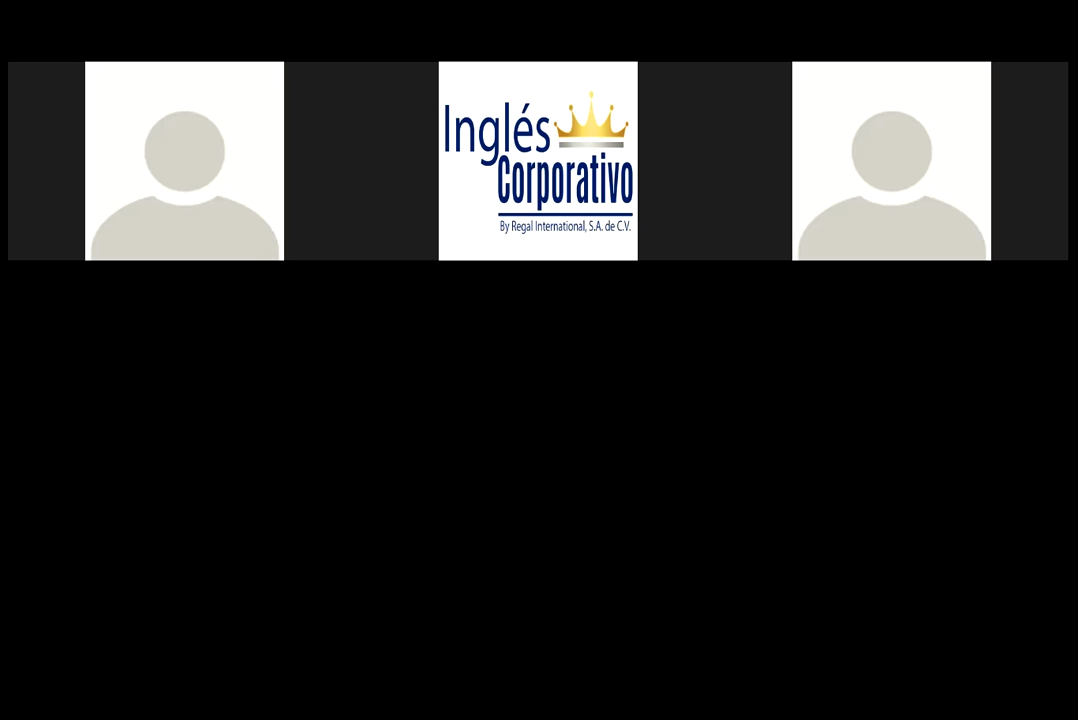 Inglés
Corporativo
By Regal International, S.A. de C.V.